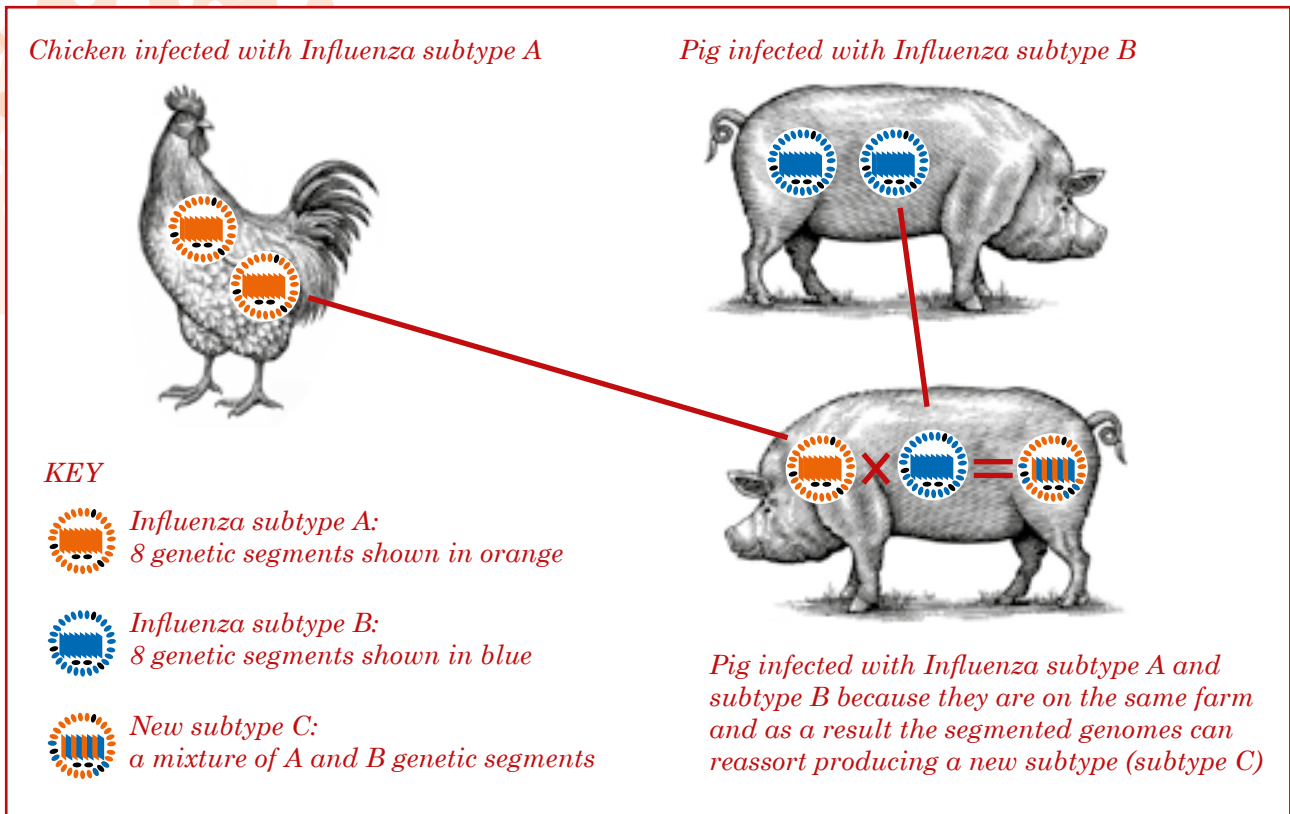 Chicken infected with Influenza subtype A
Pig infected with Influenza subtype B
KEY
Influenza subtype A:
8 genetic segments shown in orange
Influenza subtype B:
8 genetic segments shown in blue
New subtype C:
a mixture of A and B genetic segments
Pig infected with Influenza subtype A and
subtype B because they are on the same farm
and as a result the segmented genomes can
reassort producing a new subtype (subtype C)